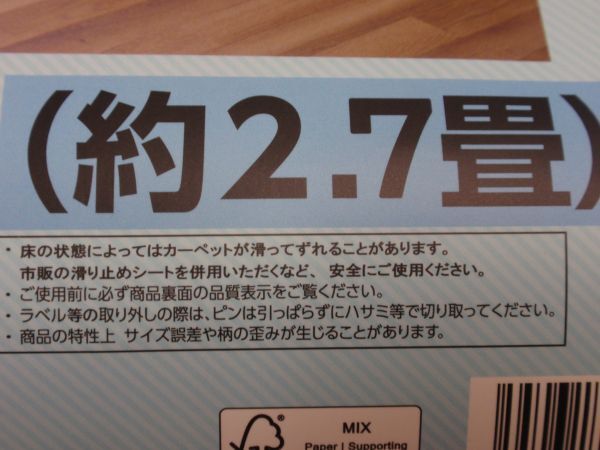 (約2.7畳)
・床の状態によってはカーペットが滑ってずれることがあります。
市販の滑り止めシートを併用いただくなど、安全にご使用ください。
・ご使用前に必ず商品裏面の品質表示をご覧ください。
・ラベル等の取り外しの際は、ピンは引っぱらずにハサミ等で切り取ってください。
・商品の特性上 サイズ誤差や柄の歪みが生じることがあります。
MIX
Paper | Supporting